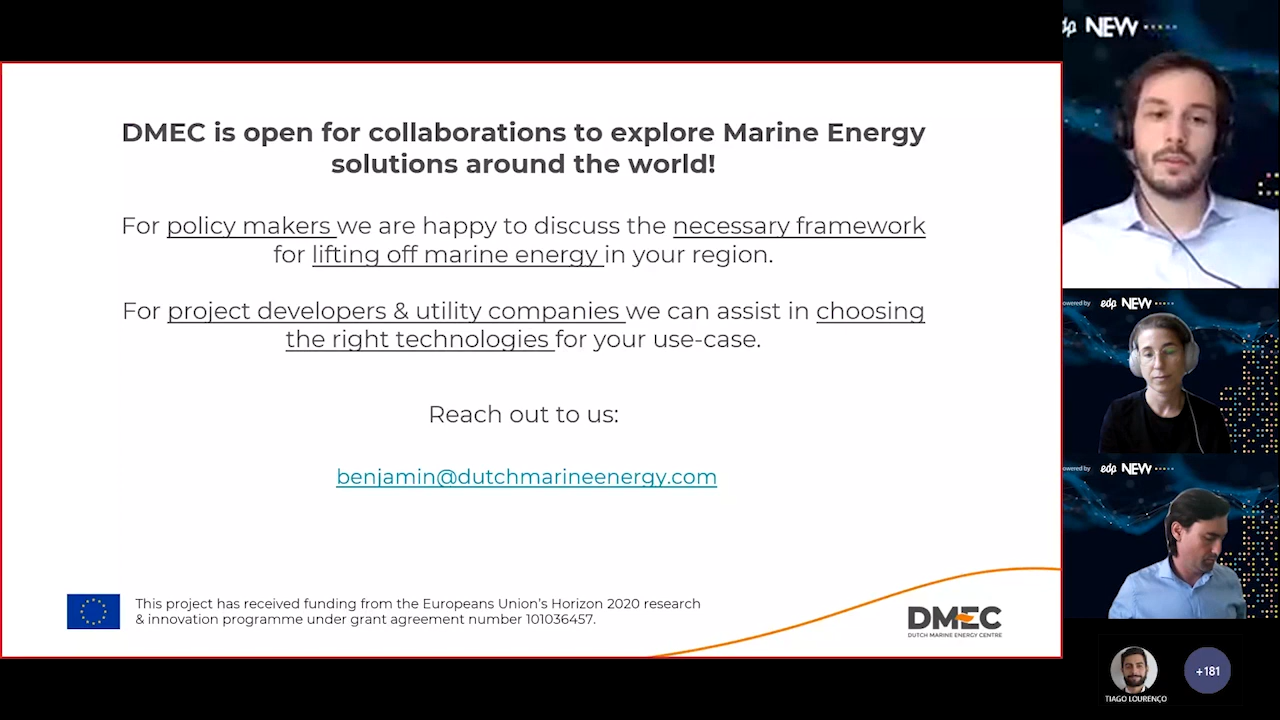 DMEC is open for collaborations to explore Marine Energy
solutions around the world!
For policy makers we are happy to discuss the necessary framework
for lifting off marine energy in your region.
For project developers & utility companies we can assist in choosing
the right technologies for your use-case.
Reach out to us:
benjamin@dutchmarineenergy.com
This project has received funding from the Europeans Union's Horizon 2020 research
& innovation programme under grant agreement number 101036457.
DMEC
DUTCH MARINE ENERGY CENTRE
edp NEW
powered by edp NEW
powered by edp NEW
TIAGO LOURENÇO
+181